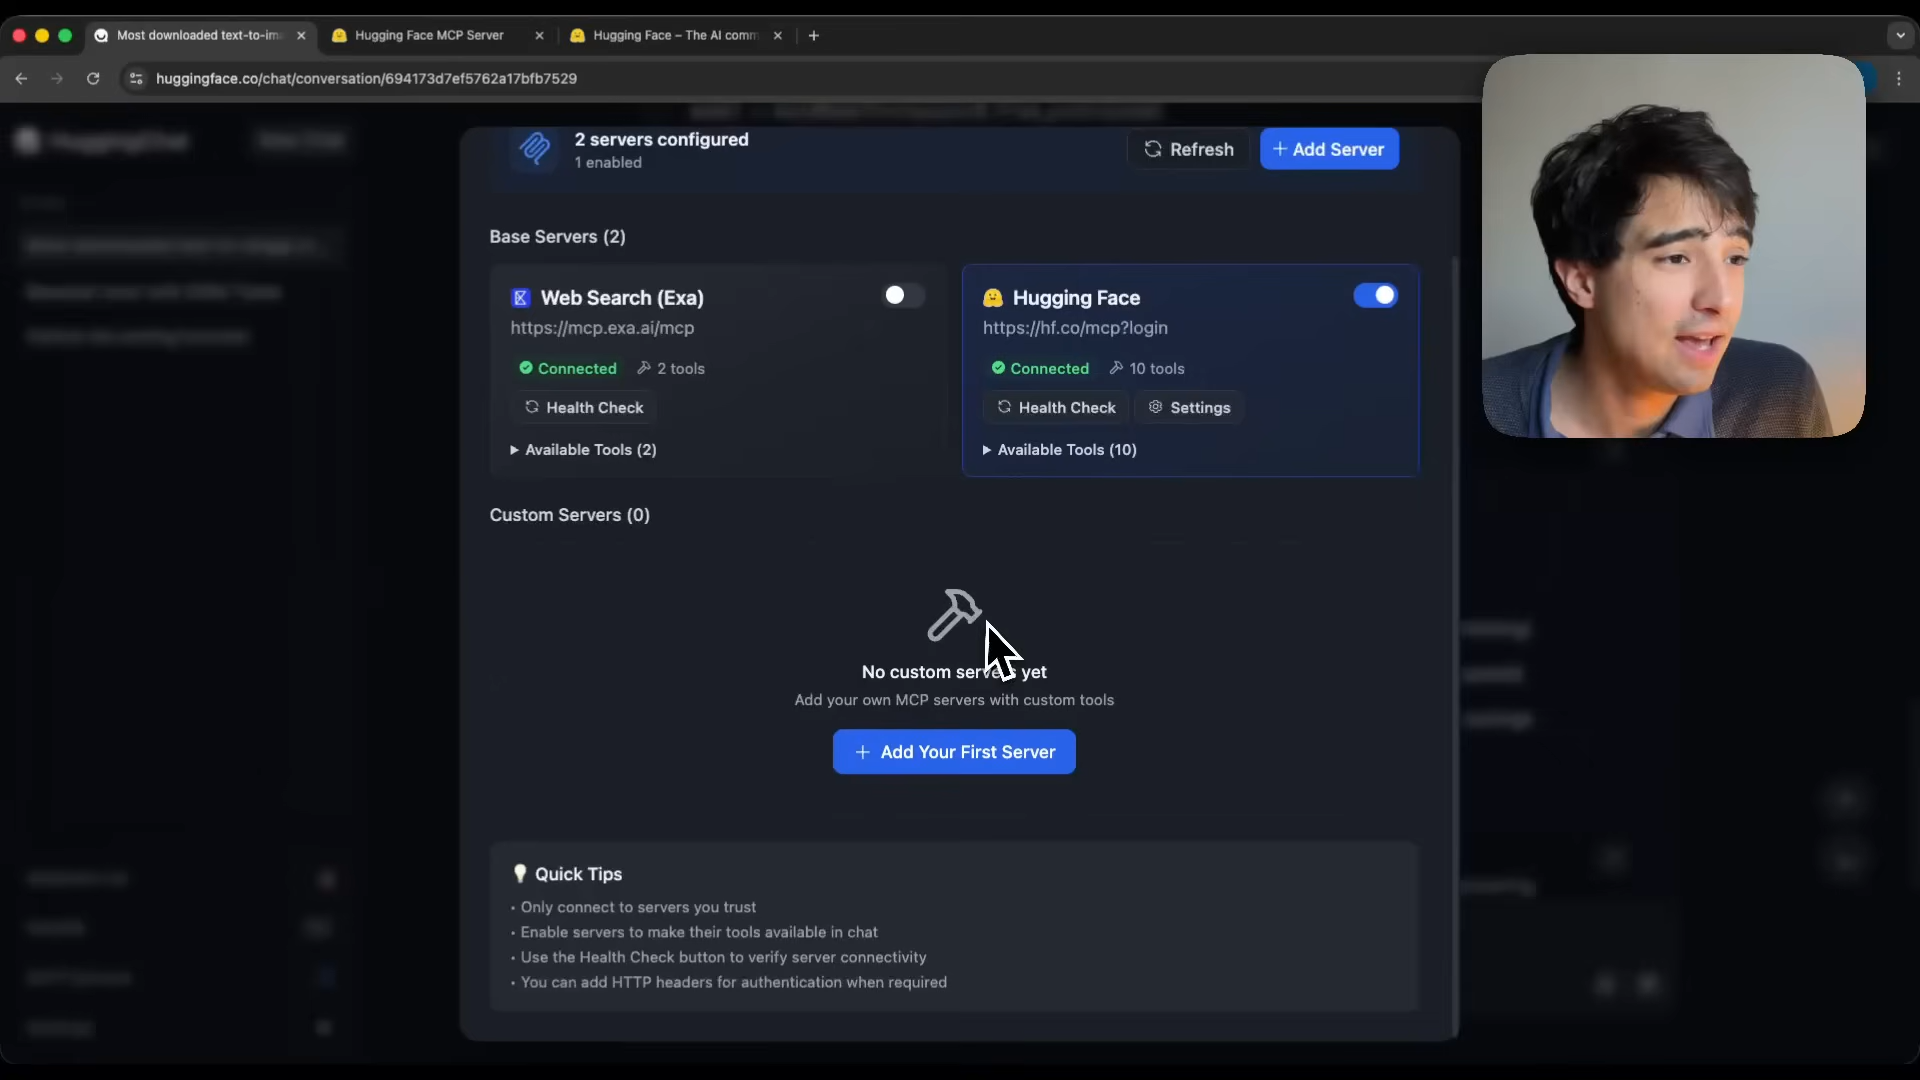 Most downloaded text-to-im
Hugging Face MCP Server
Hugging Face – The AI comm
huggingface.co/chat/conversation/694173d7ef5762a17bfb7529
2 servers configured
1 enabled
Refresh
+ Add Server
Base Servers (2)
Web Search (Exa)
https://mcp.exa.ai/mcp
Connected
2 tools
Health Check
Available Tools (2)
Hugging Face
https://hf.co/mcp?login
Connected
10 tools
Health Check
Settings
Available Tools (10)
Custom Servers (0)
No custom servers yet
Add your own MCP servers with custom tools
+ Add Your First Server
Quick Tips
• Only connect to servers you trust
• Enable servers to make their tools available in chat
• Use the Health Check button to verify server connectivity
• You can add HTTP headers for authentication when required